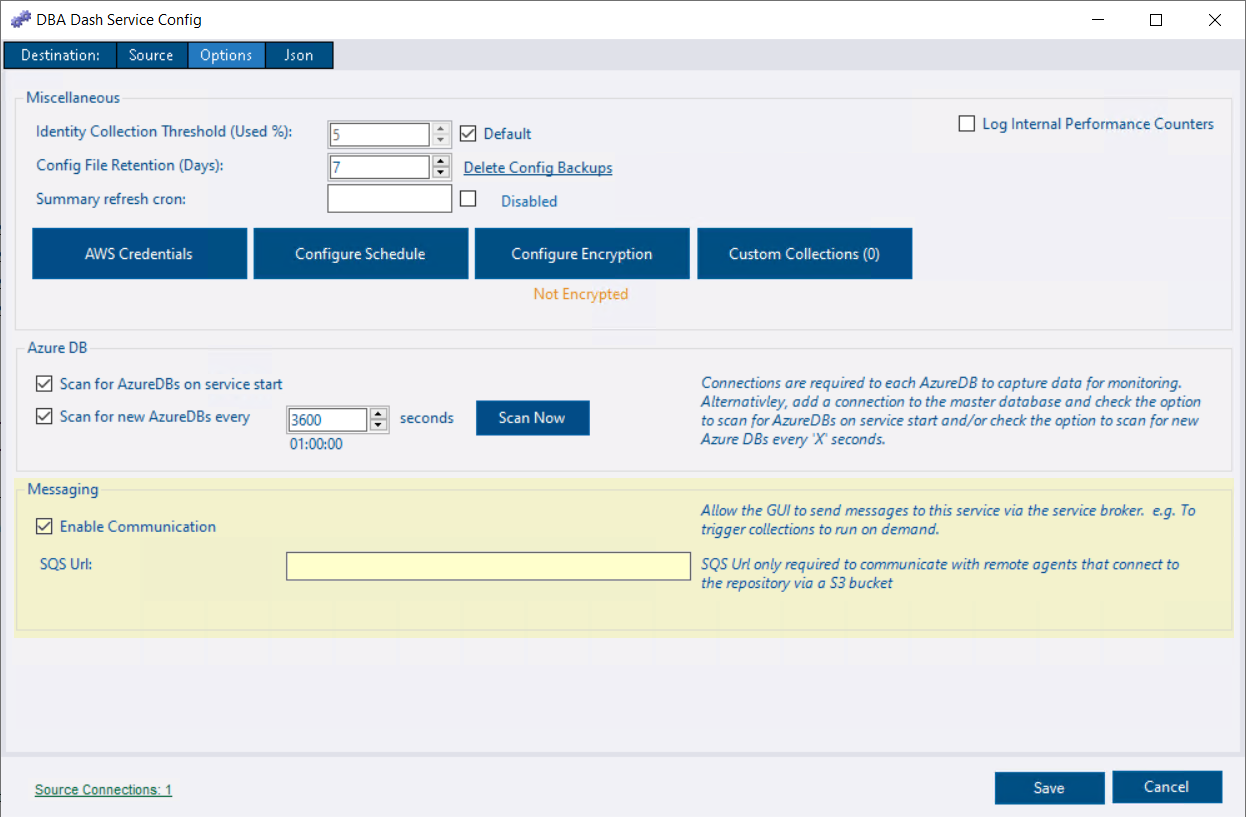 DBA Dash Service Config
Destination: Source Options Json
Miscellaneous
Identity Collection Threshold (Used %): 5 Default
Log Internal Performance Counters
Config File Retention (Days): 7 Delete Config Backups
Summary refresh cron: Disabled
AWS Credentials Configure Schedule Configure Encryption Custom Collections (0)
Not Encrypted
Azure DB
Scan for AzureDBs on service start
Scan for new AzureDBs every 3600 seconds Scan Now
01:00:00
Connections are required to each AzureDB to capture data for monitoring.
Alternativley, add a connection to the master database and check the option
to scan for AzureDBs on service start and/or check the option to scan for new
Azure DBs every 'X' seconds.
Messaging
Enable Communication
Allow the GUI to send messages to this service via the service broker.  e.g. To
trigger collections to run on demand.
SQS Url:
SQS Url only required to communicate with remote agents that connect to
the repository via a S3 bucket
Source Connections: 1
Save Cancel